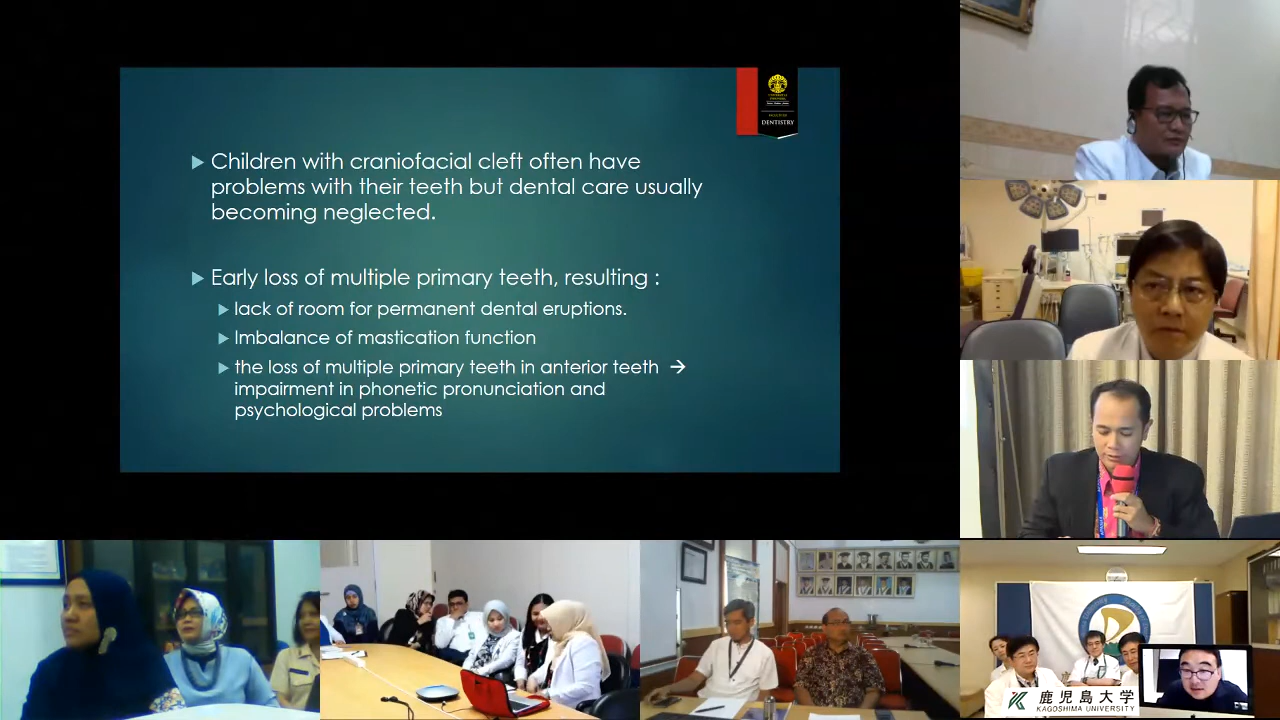 DENTISTRY
Children with craniofacial cleft often have
problems with their teeth but dental care usually
becoming neglected.
Early loss of multiple primary teeth, resulting :
lack of room for permanent dental eruptions.
Imbalance of mastication function
the loss of multiple primary teeth in anterior teeth →
impairment in phonetic pronunciation and
psychological problems
鹿児島大学
KAGOSHIMA UNIVERSITY